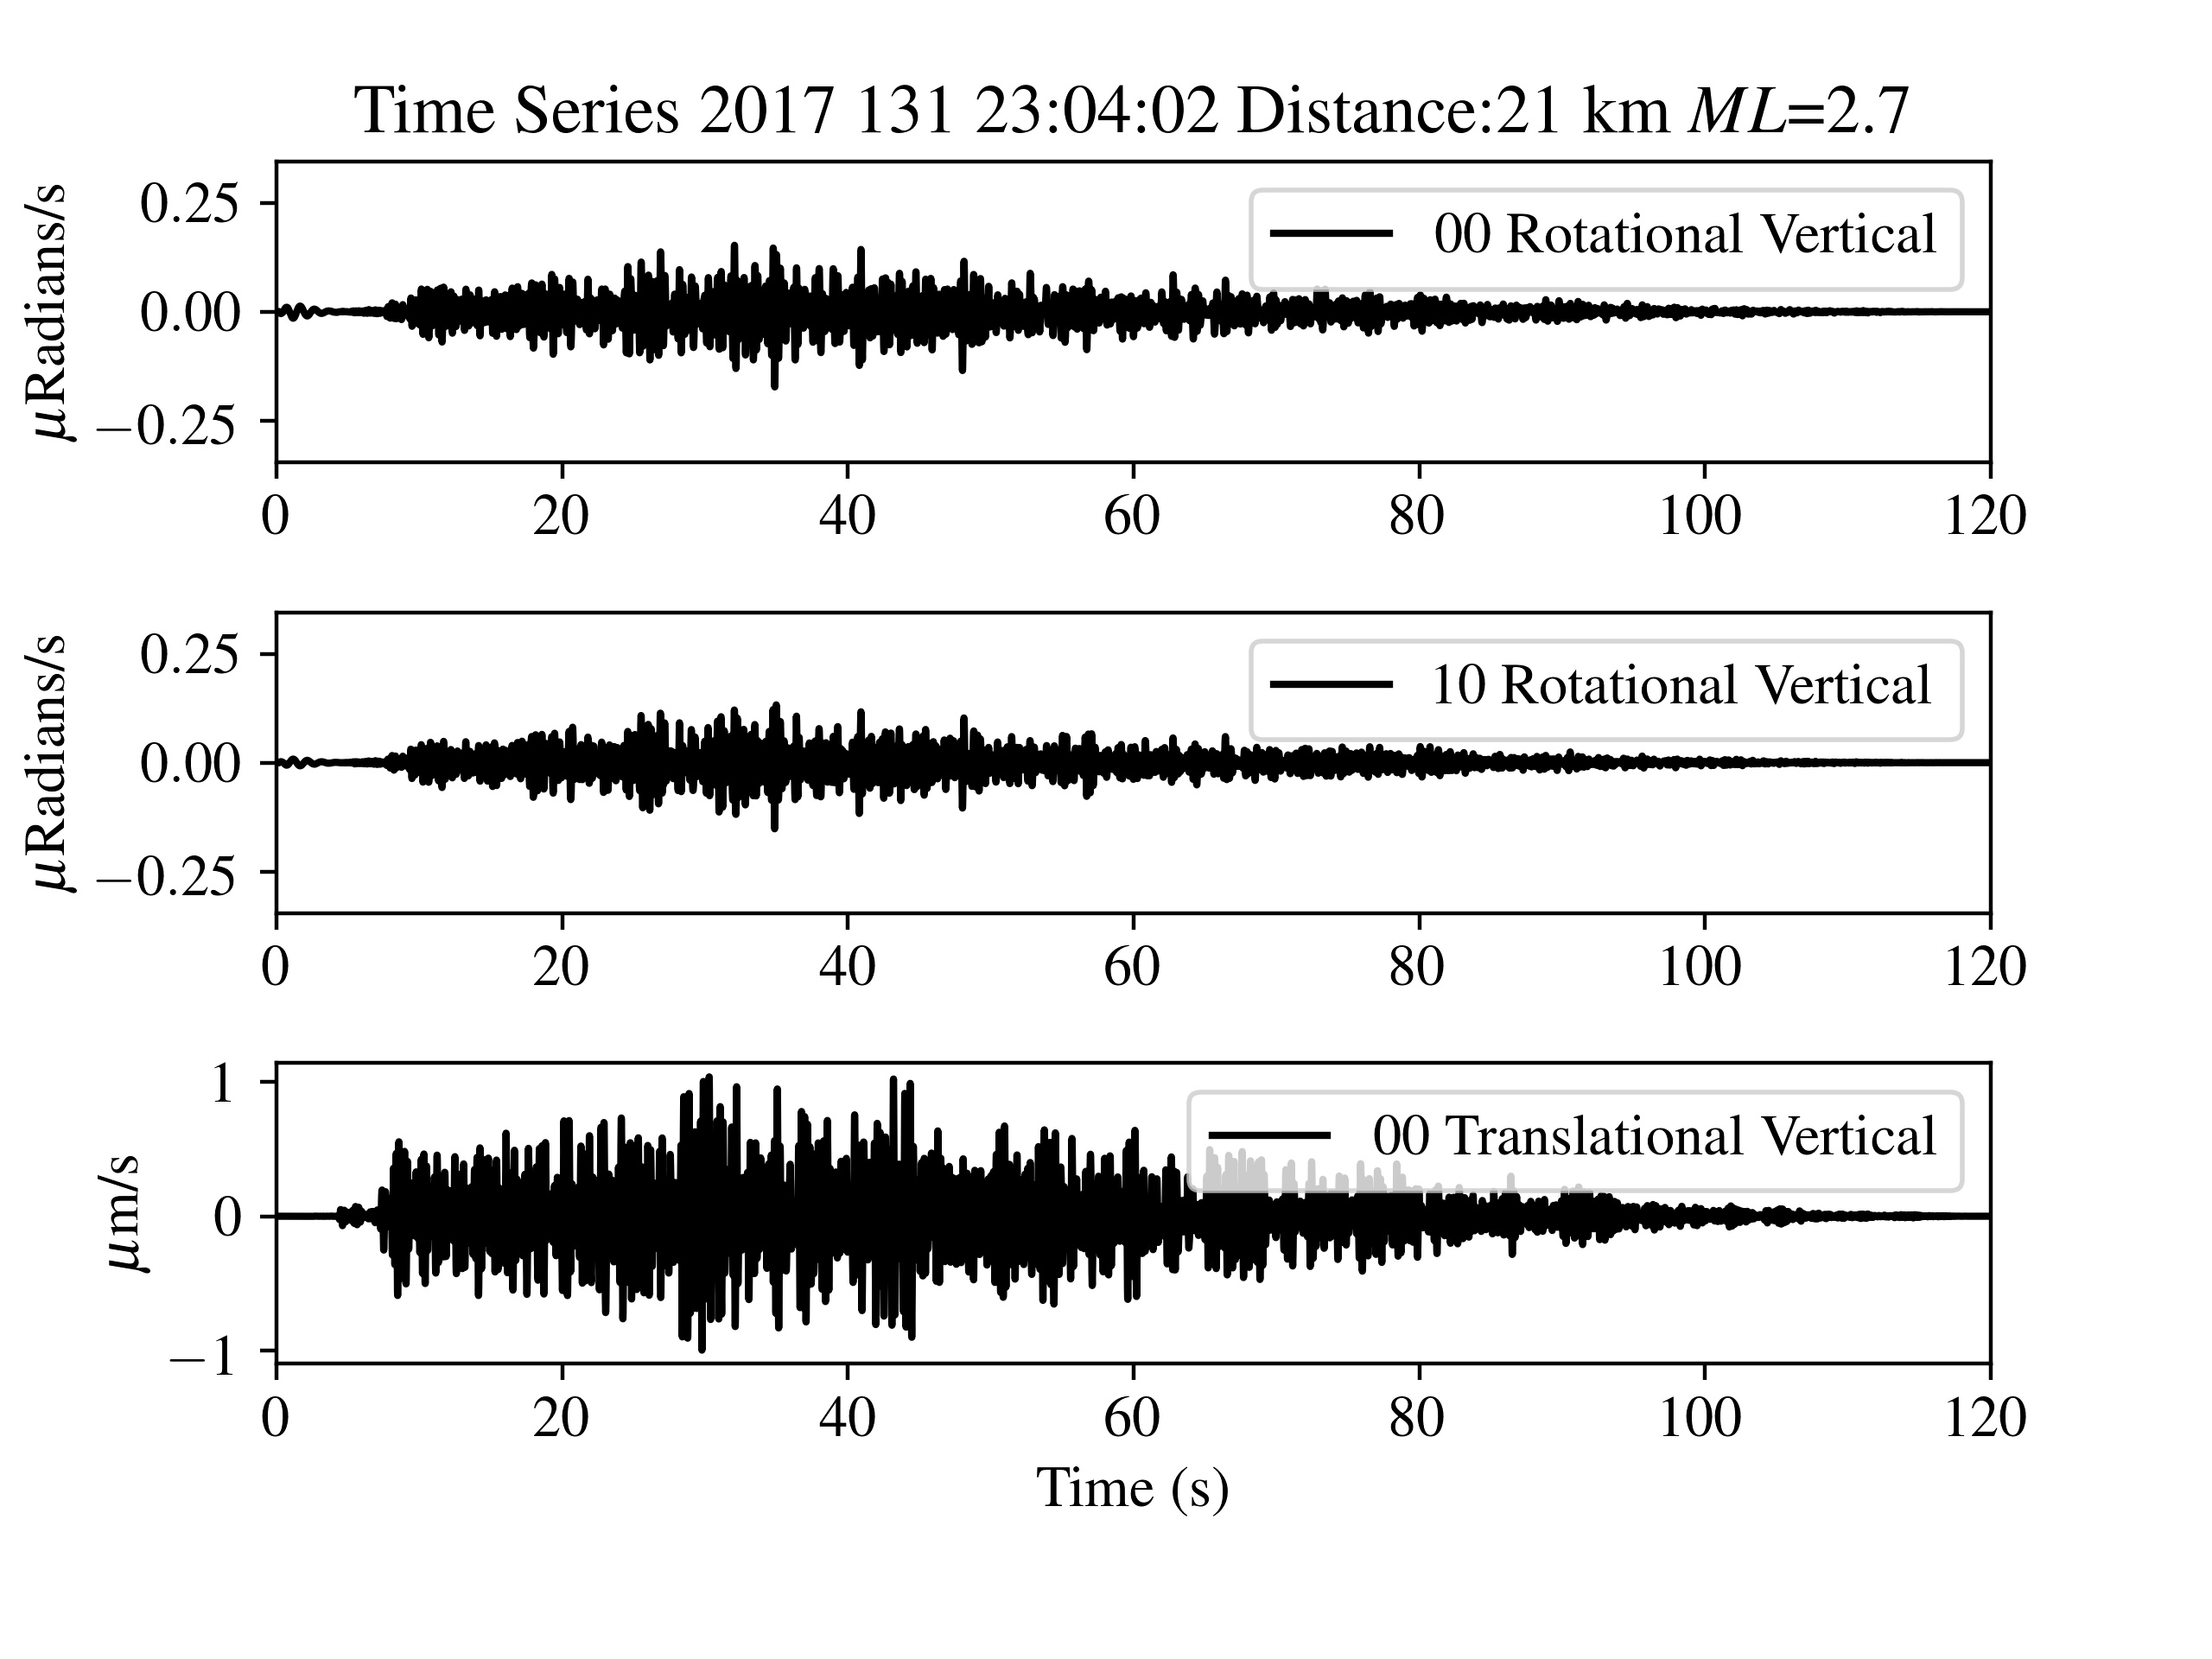 Time Series 2017 131 23:04:02 Distance:21 km ML=2.7
μRadians/s
0.25
0.00
−0.25
00 Rotational Vertical
0 20 40 60 80 100 120
μRadians/s
0.25
0.00
−0.25
10 Rotational Vertical
0 20 40 60 80 100 120
μm/s
1
0
−1
00 Translational Vertical
0 20 40 60 80 100 120
Time (s)